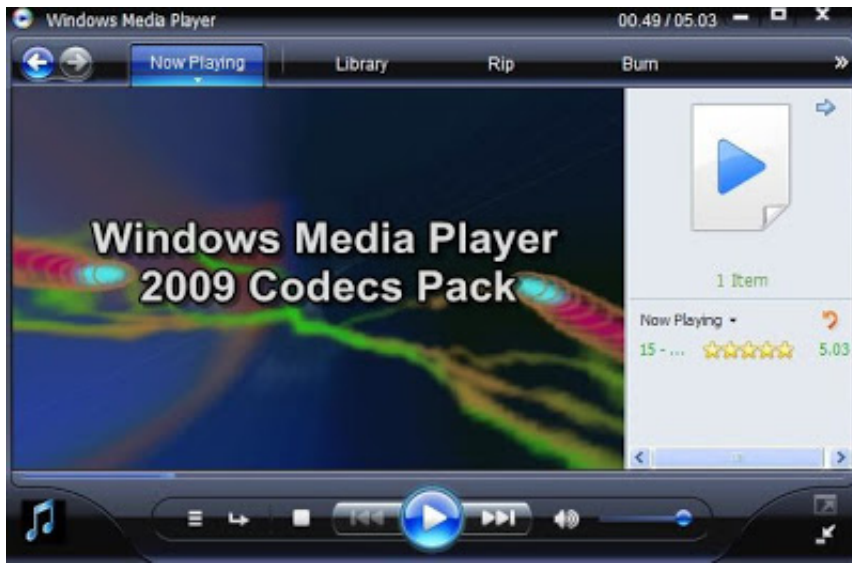 Windows Media Player
00.49 / 05.03
Now Playing
Library
Rip
Burn
Windows Media Player
2009 Codecs Pack
1 Item
Now Playing
15 - ...
5.03